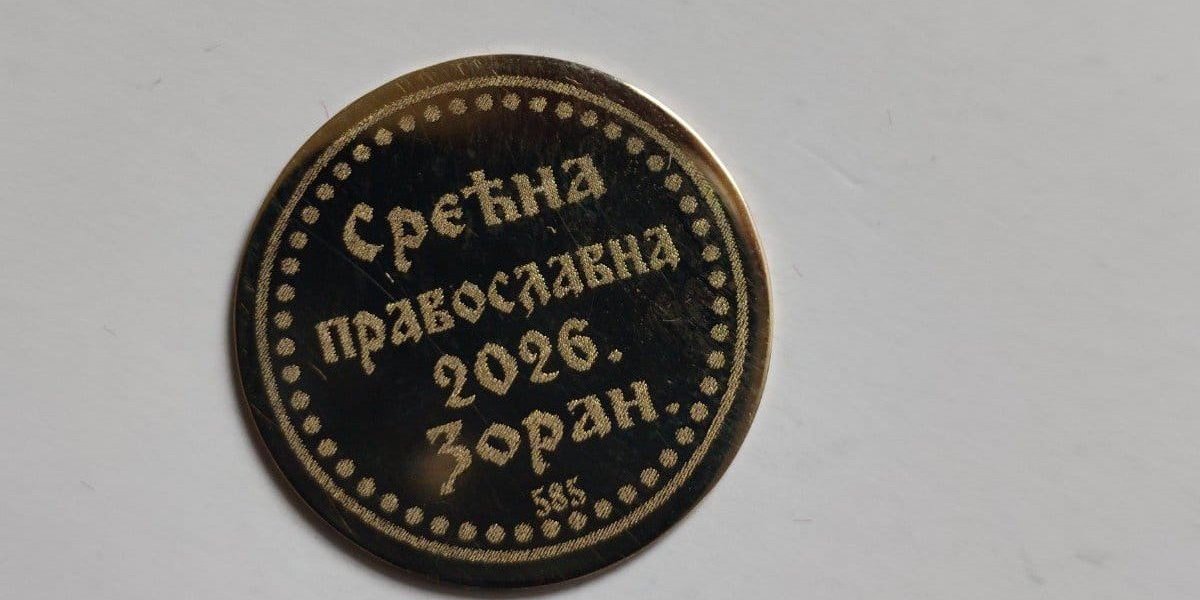 Срећна
православна
2026.
Зоран.
585